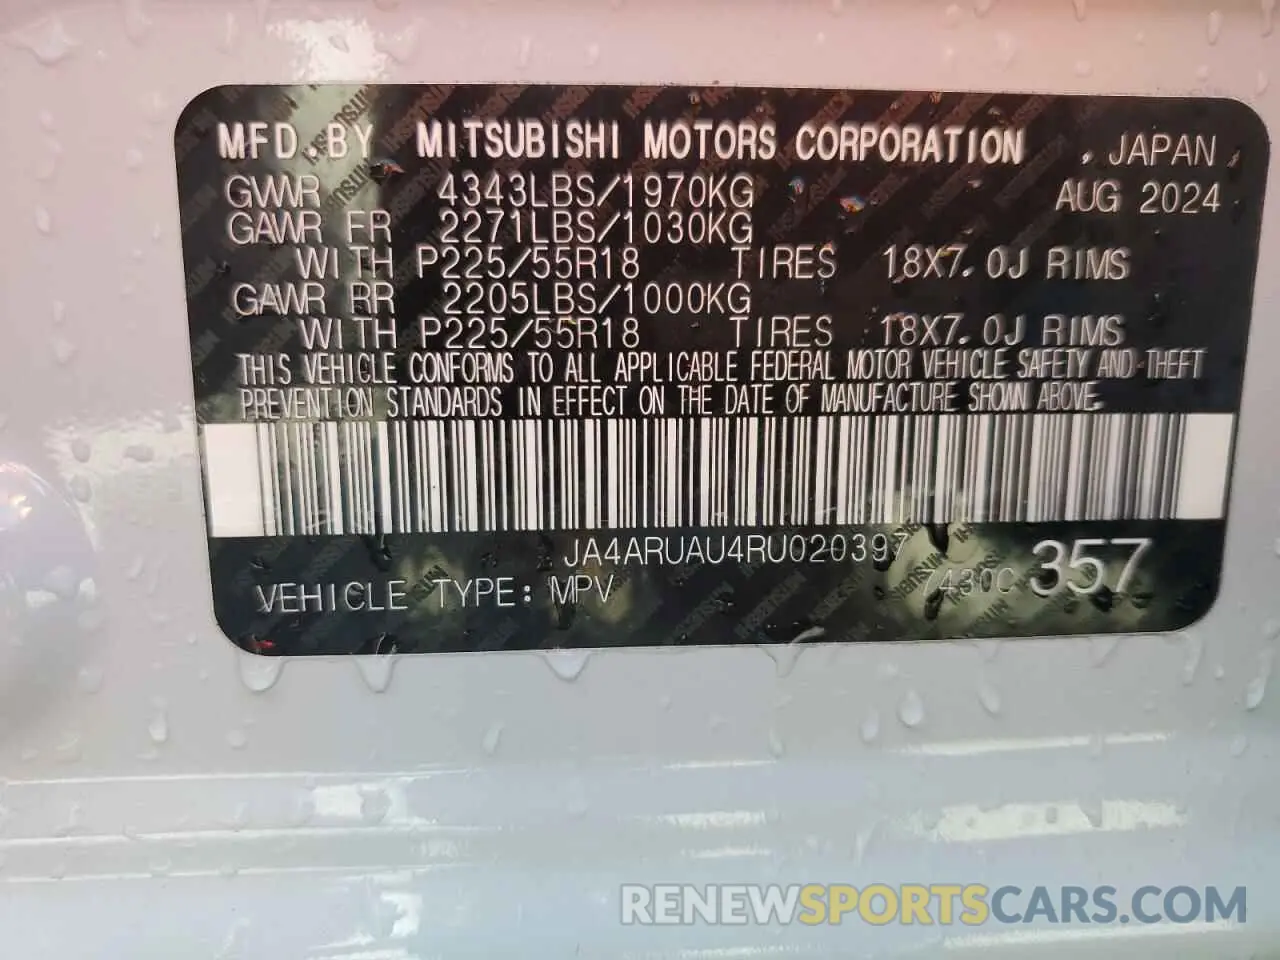 MFD.BY MITSUBISHI MOTORS CORPORATION , JAPAN
GVWR 4343LBS/1970KG AUG 2024
GAWR FR 2271LBS/1030KG
WITH P225/55R18 TIRES 18X7.0J RIMS
GAWR RR 2205LBS/1000KG
WITH P225/55R18 TIRES 18X7.0J RIMS
THIS VEHICLE CONFORMS TO ALL APPLICABLE FEDERAL MOTOR VEHICLE SAFETY AND THEFT
PREVENTION STANDARDS IN EFFECT ON THE DATE OF MANUFACTURE SHOWN ABOVE.
JA4ARUAU4RU020397
VEHICLE TYPE: MPV 7430C 357
RENEWSPORTSCARS.COM